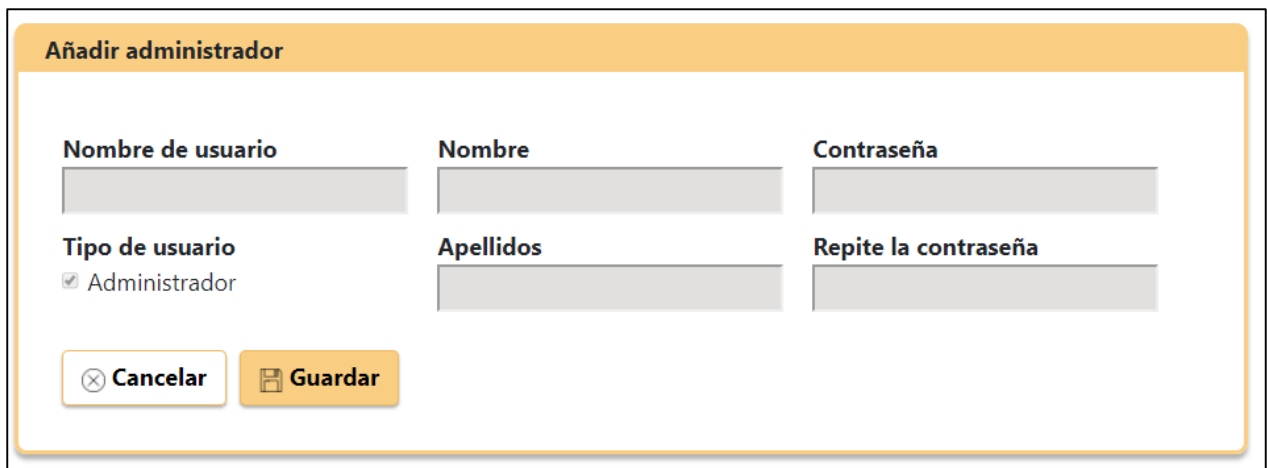 Añadir administrador
Nombre de usuario
Nombre
Contraseña
Tipo de usuario
Apellidos
Repite la contraseña
Administrador
Cancelar
Guardar